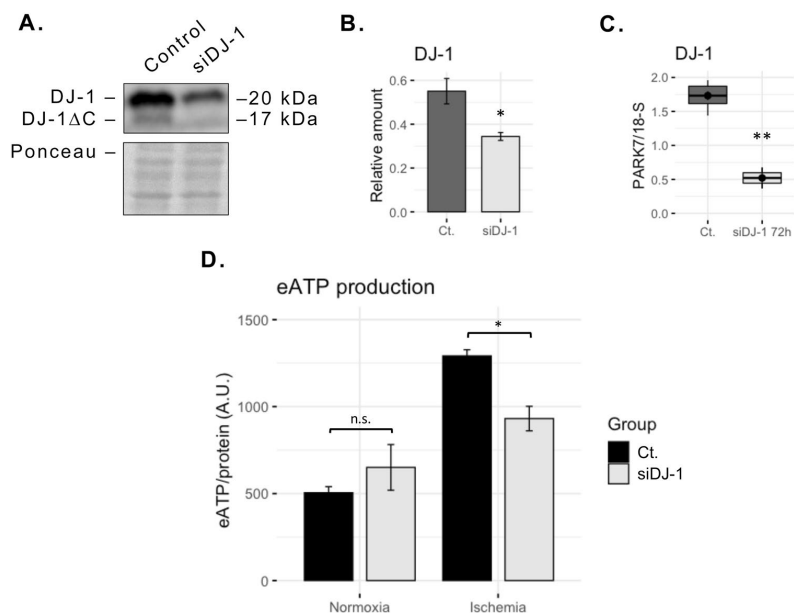 A.
Control
siDJ-1
DJ-1 –
–20 kDa
DJ-1ΔC –
–17 kDa
Ponceau –
B.
DJ-1
Relative amount
0.6
0.4
0.2
0.0
*
Ct.
siDJ-1
C.
DJ-1
PARK7/18-S
2.0
1.5
1.0
0.5
0.0
**
Ct.
siDJ-1 72h
D.
eATP production
eATP/protein (A.U.)
1500
1000
500
0
n.s.
*
Normoxia
Ischemia
Group
Ct.
siDJ-1